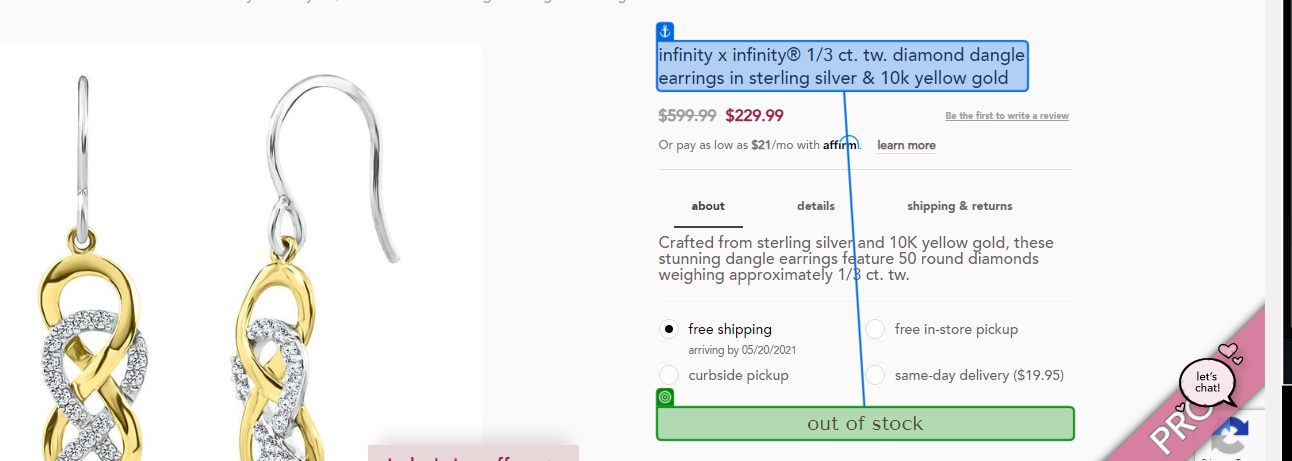 infinity x infinity® 1/3 ct. tw. diamond dangle
earrings in sterling silver & 10k yellow gold
$599.99 $229.99
Be the first to write a review
Or pay as low as $21/mo with affirm. learn more
about details shipping & returns
Crafted from sterling silver and 10K yellow gold, these
stunning dangle earrings feature 50 round diamonds
weighing approximately 1/3 ct. tw.
free shipping
free in-store pickup
arriving by 05/20/2021
curbside pickup
same-day delivery ($19.95)
out of stock
let's
chat!
PRO